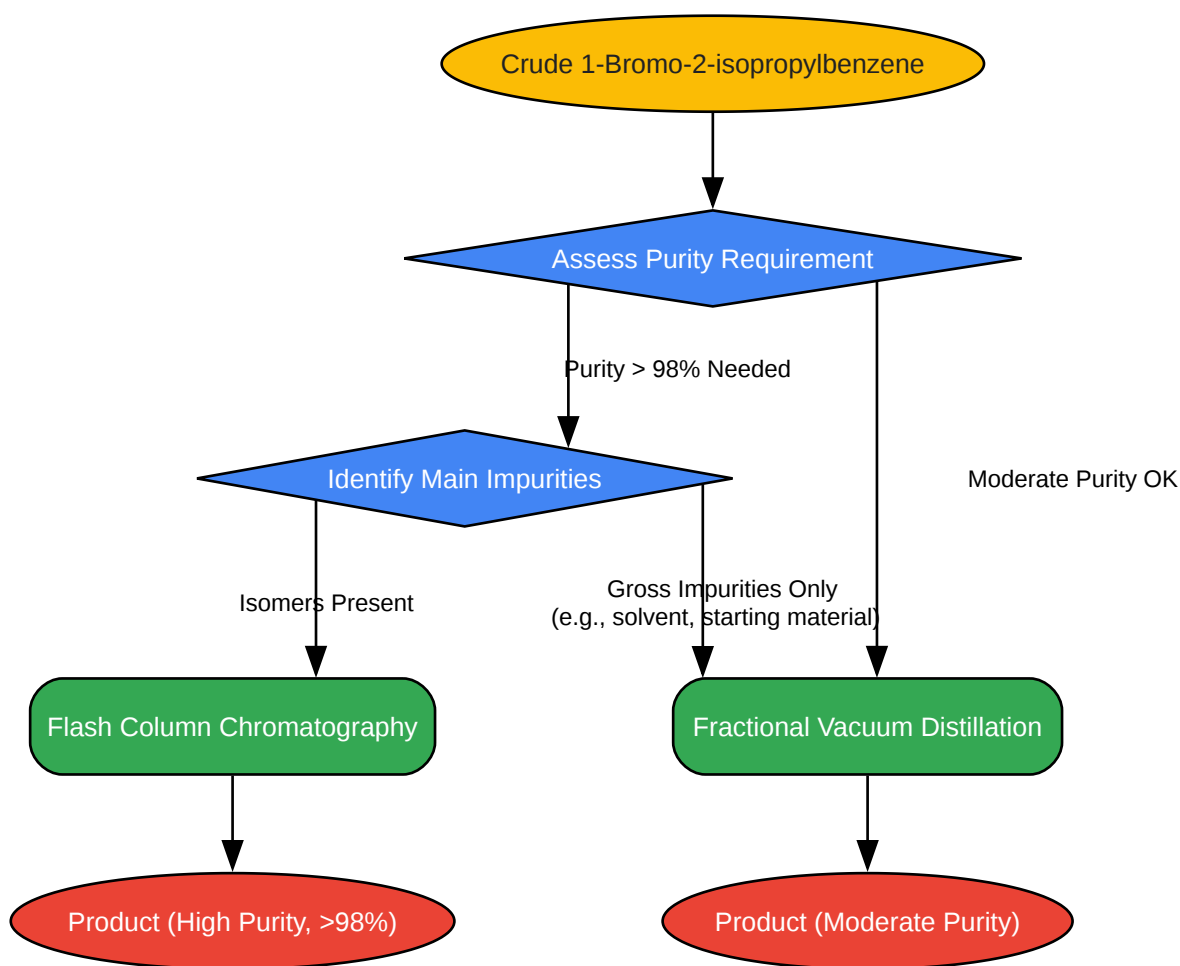 Crude 1-Bromo-2-isopropylbenzene
Assess Purity Requirement
Purity > 98% Needed
Identify Main Impurities
Moderate Purity OK
Isomers Present
Gross Impurities Only
(e.g., solvent, starting material)
Flash Column Chromatography
Fractional Vacuum Distillation
Product (High Purity, >98%)
Product (Moderate Purity)